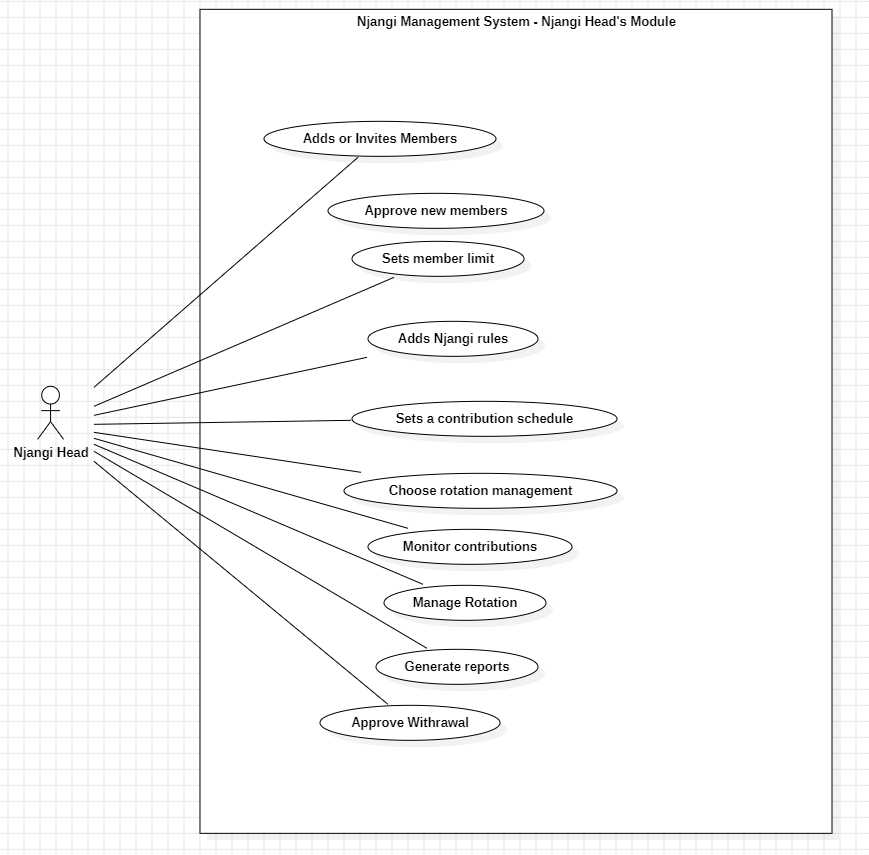 Njangi Management System - Njangi Head's Module
Adds or Invites Members
Approve new members
Sets member limit
Adds Njangi rules
Sets a contribution schedule
Njangi Head
Choose rotation management
Monitor contributions
Manage Rotation
Generate reports
Approve Withrawal